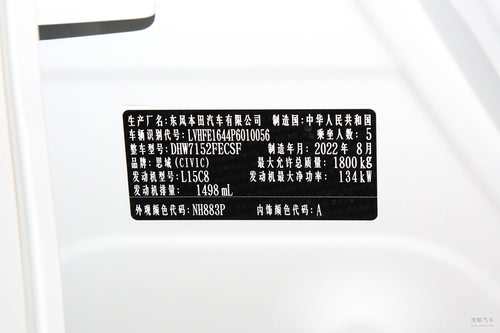 生产厂名:东风本田汽车有限公司 制造国:中华人民共和国
车辆识别代号:LVHFE1644P6010056 乘坐人数:5
整车型号:DHW7152FECSF 制造年月:2022 年 8月
品牌:思域(CIVIC) 最大允许总质量:1800kg
发动机型号:L15C8 发动机最大净功率:134kW
发动机排量:1498mL
外观颜色代码:NH883P 内饰颜色代码:A
搜狐汽车